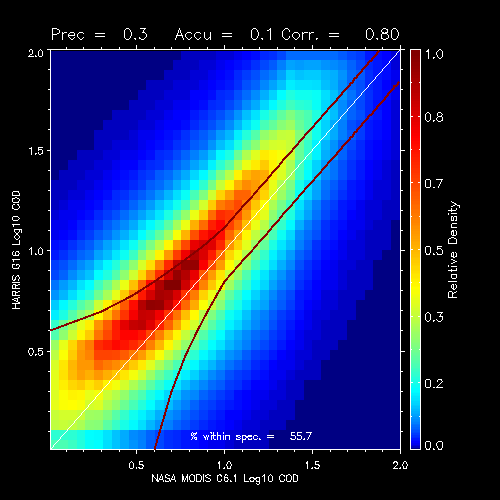 Prec = 0.3 Accu = 0.1 Corr. = 0.80
2.0
1.5
1.0
0.5
HARRIS G16 Log10 COD
% within spec. = 55.7
0.5 1.0 1.5 2.0
NASA MODIS C6.1 Log10 COD
1.0
0.8
0.7
0.5
0.3
0.2
0.0
Relative Density